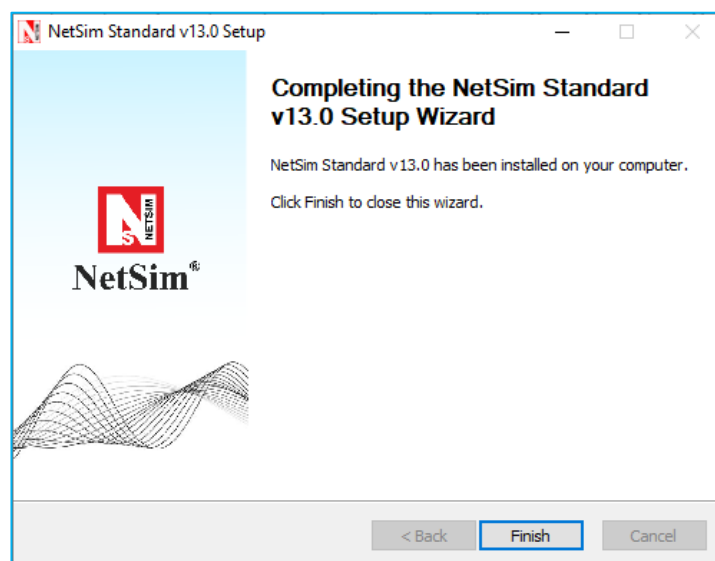 NetSim Standard v13.0 Setup
Completing the NetSim Standard
v13.0 Setup Wizard
NetSim Standard v13.0 has been installed on your computer.
Click Finish to close this wizard.
N
S
NETSIM
NetSim®
< Back
Finish
Cancel